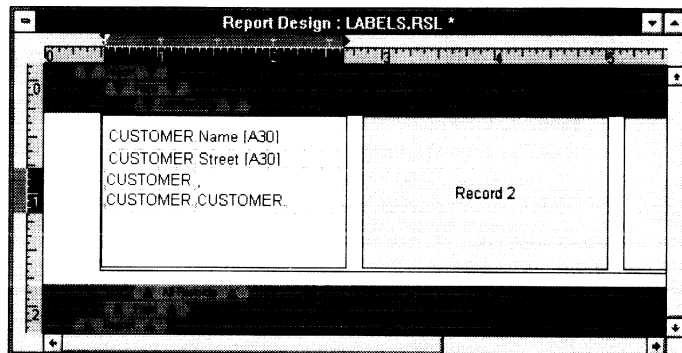 Report Design : LABELS.RSL *
0 1 2 3 4 5
0
CUSTOMER.Name [A30]
CUSTOMER.Street [A30]
CUSTOMER ,
CUSTOMER CUSTOMER.
Record 2
1
2